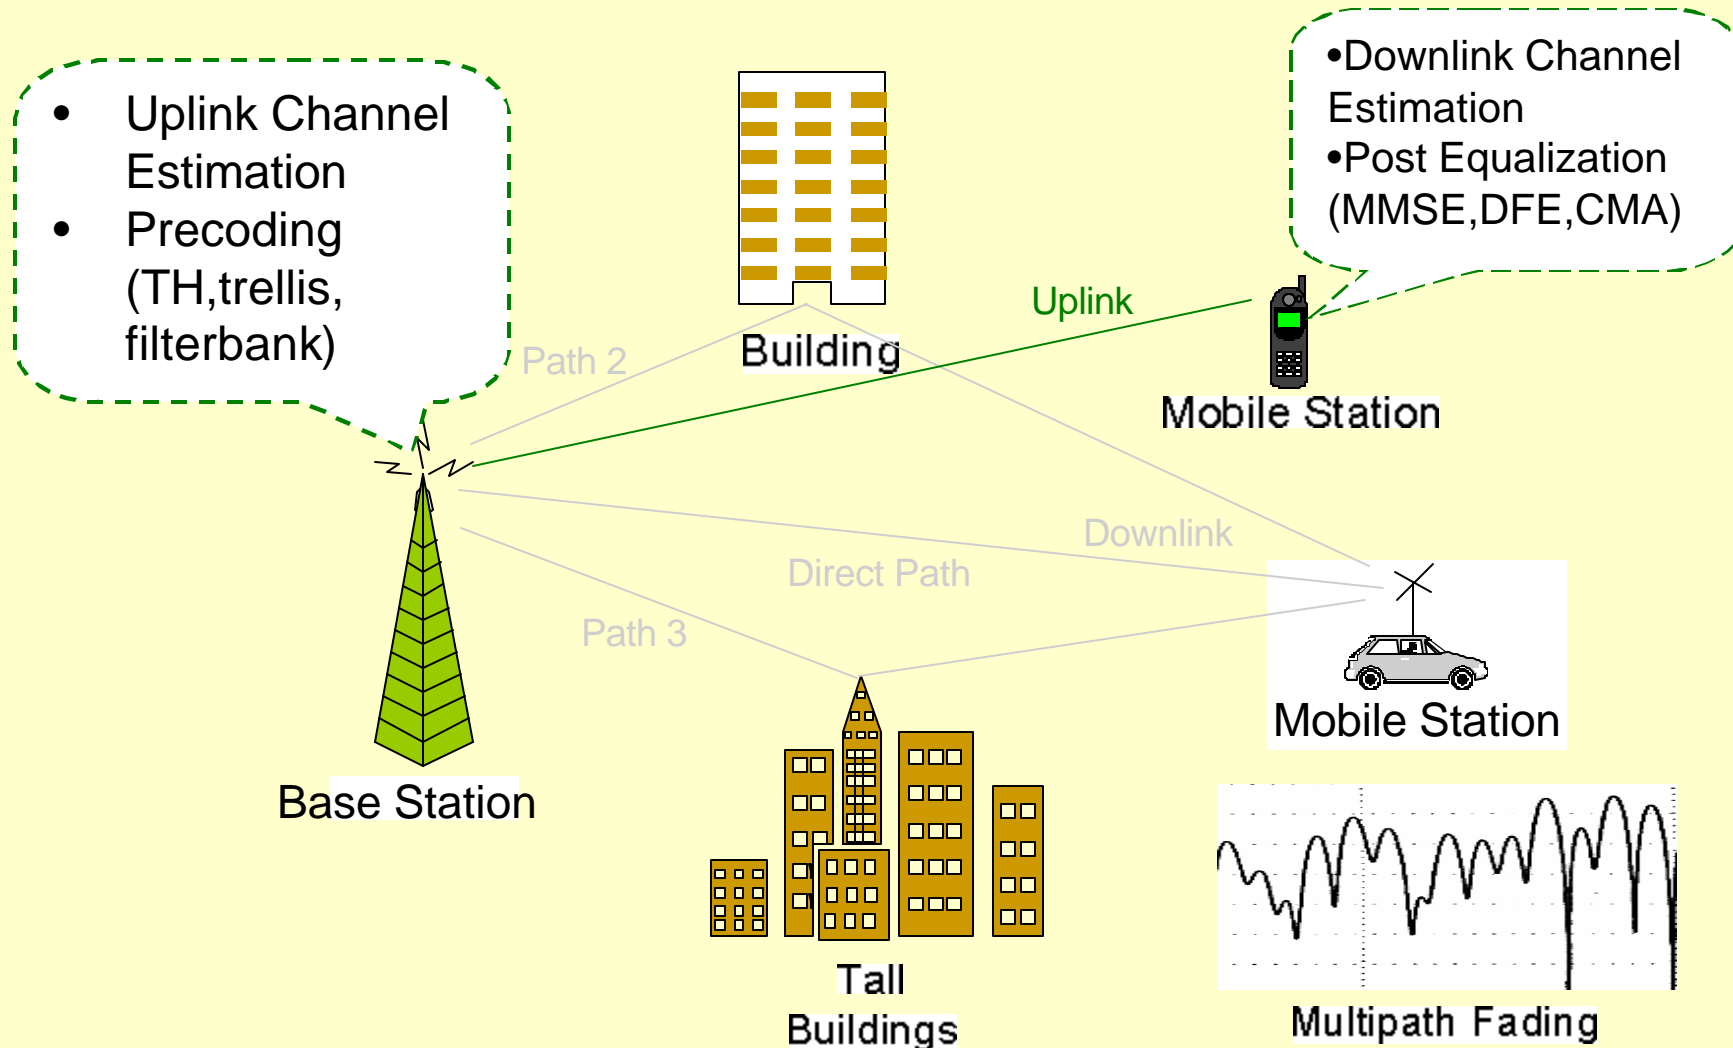 • Uplink Channel
Estimation
• Precoding
(TH,trellis,
filterbank)
•Downlink Channel
Estimation
•Post Equalization
(MMSE,DFE,CMA)
Uplink
Building
Path 2
Mobile Station
Downlink
Direct Path
Path 3
Mobile Station
Base Station
Tall
Buildings
Multipath Fading